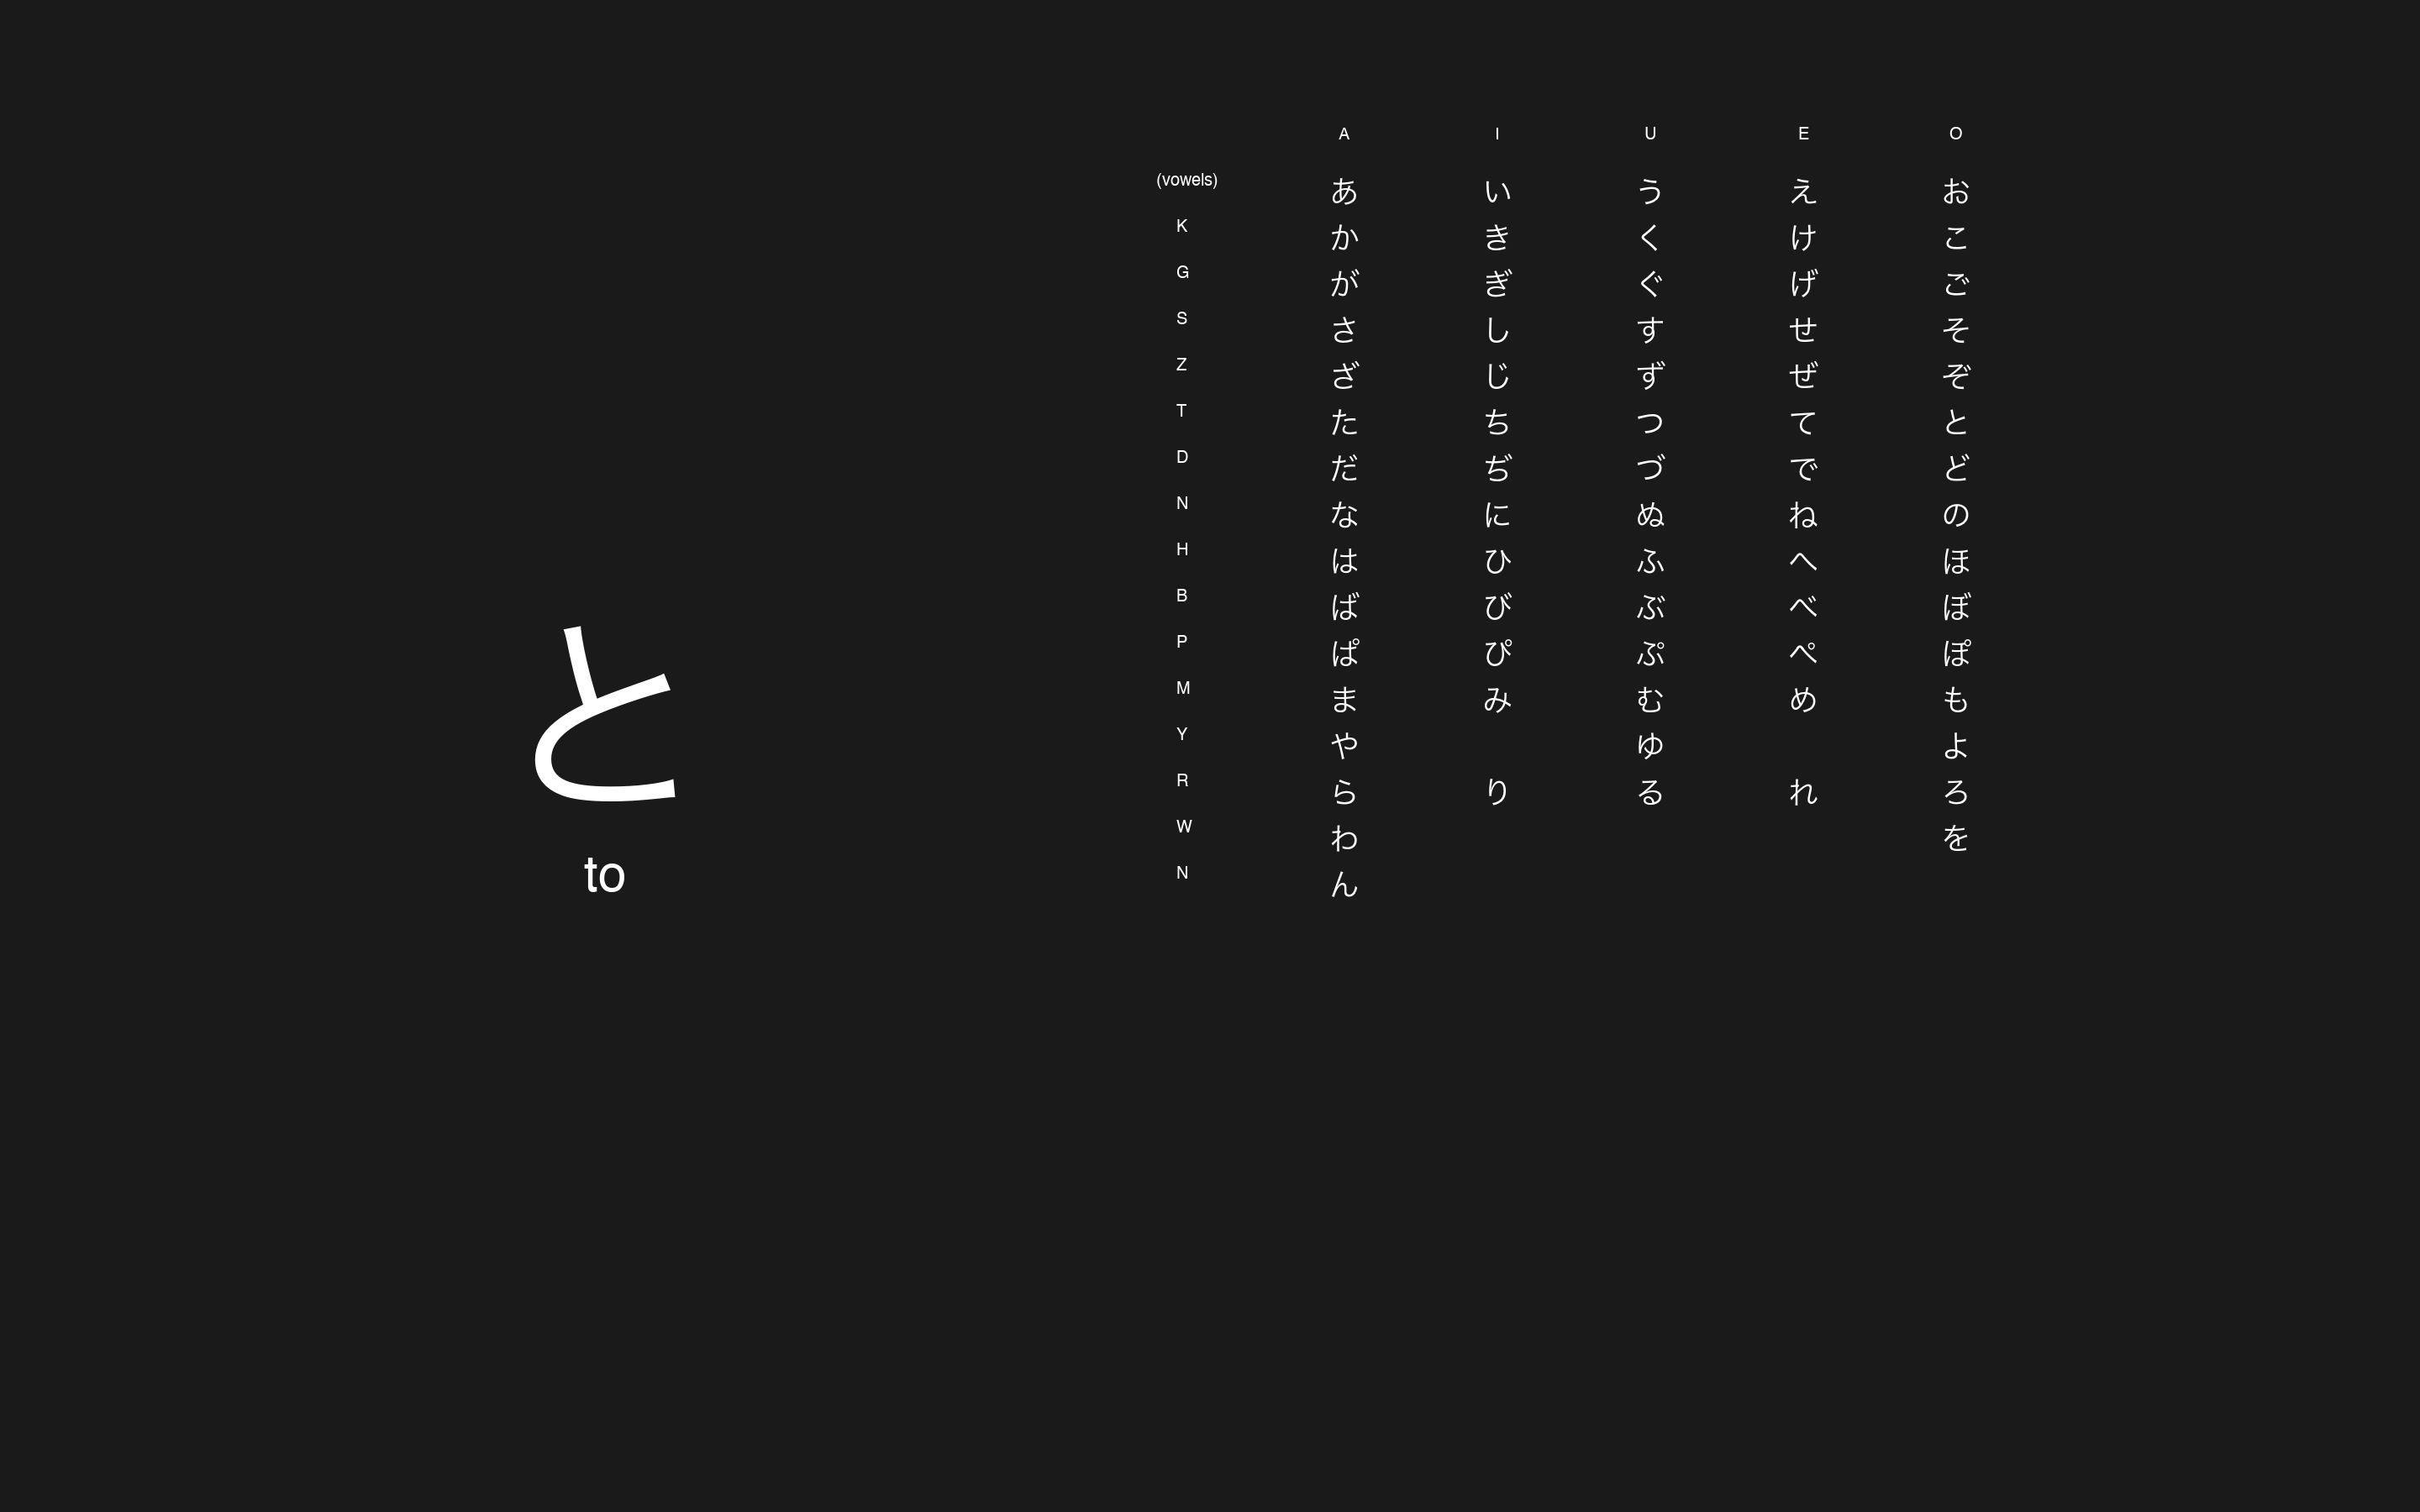 と
to
A I U E O
(vowels) あ い う え お
K か き く け こ
G が ぎ ぐ げ ご
S さ し す せ そ
Z ざ じ ず ぜ ぞ
T た ち つ て と
D だ ぢ づ で ど
N な に ぬ ね の
H は ひ ふ へ ほ
B ば び ぶ べ ぼ
P ぱ ぴ ぷ ぺ ぽ
M ま み む め も
Y や ゆ よ
R ら り る れ ろ
W わ を
N ん